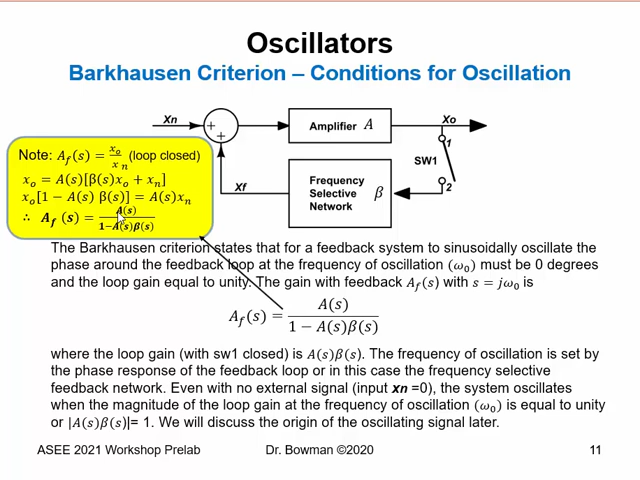 Oscillators
Barkhausen Criterion – Conditions for Oscillation
Xn
+
+
Amplifier A
Xo
1
SW1
2
Xf
Frequency
Selective
Network
β
Note: A_f(s) = x_o/x_n (loop closed)
x_o = A(s)[β(s)x_o + x_n]
x_o[1 − A(s) β(s)] = A(s)x_n
∴ A_f (s) = A(s)/1−A(s)β(s)
The Barkhausen criterion states that for a feedback system to sinusoidally oscillate the
phase around the feedback loop at the frequency of oscillation (ω₀) must be 0 degrees
and the loop gain equal to unity. The gain with feedback A_f(s) with s = jω₀ is
A_f(s) = A(s)/1 − A(s)β(s)
where the loop gain (with sw1 closed) is A(s)β(s). The frequency of oscillation is set by
the phase response of the feedback loop or in this case the frequency selective
feedback network. Even with no external signal (input xn =0), the system oscillates
when the magnitude of the loop gain at the frequency of oscillation (ω₀) is equal to unity
or |A(s)β(s)|= 1. We will discuss the origin of the oscillating signal later.
ASEE 2021 Workshop Prelab
Dr. Bowman ©2020
11